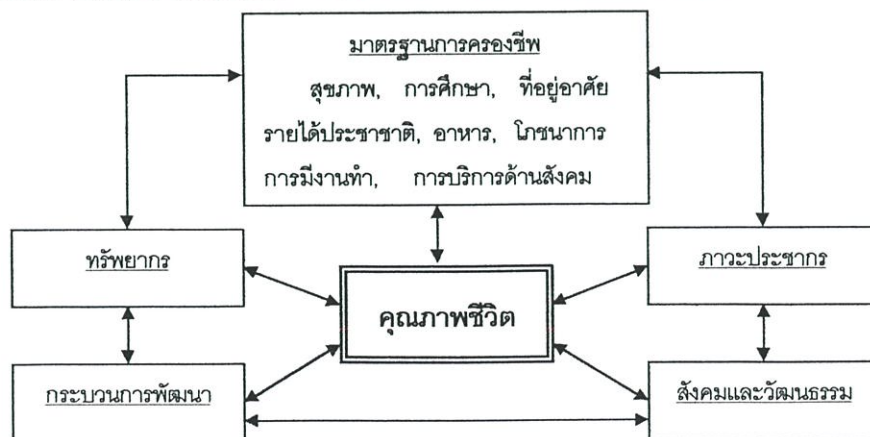 มาตรฐานการครองชีพ
สุขภาพ, การศึกษา, ที่อยู่อาศัย
รายได้ประชาชาติ, อาหาร, โภชนาการ
การมีงานทำ, การบริการด้านสังคม
ทรัพยากร
ภาวะประชากร
คุณภาพชีวิต
กระบวนการพัฒนา
สังคมและวัฒนธรรม